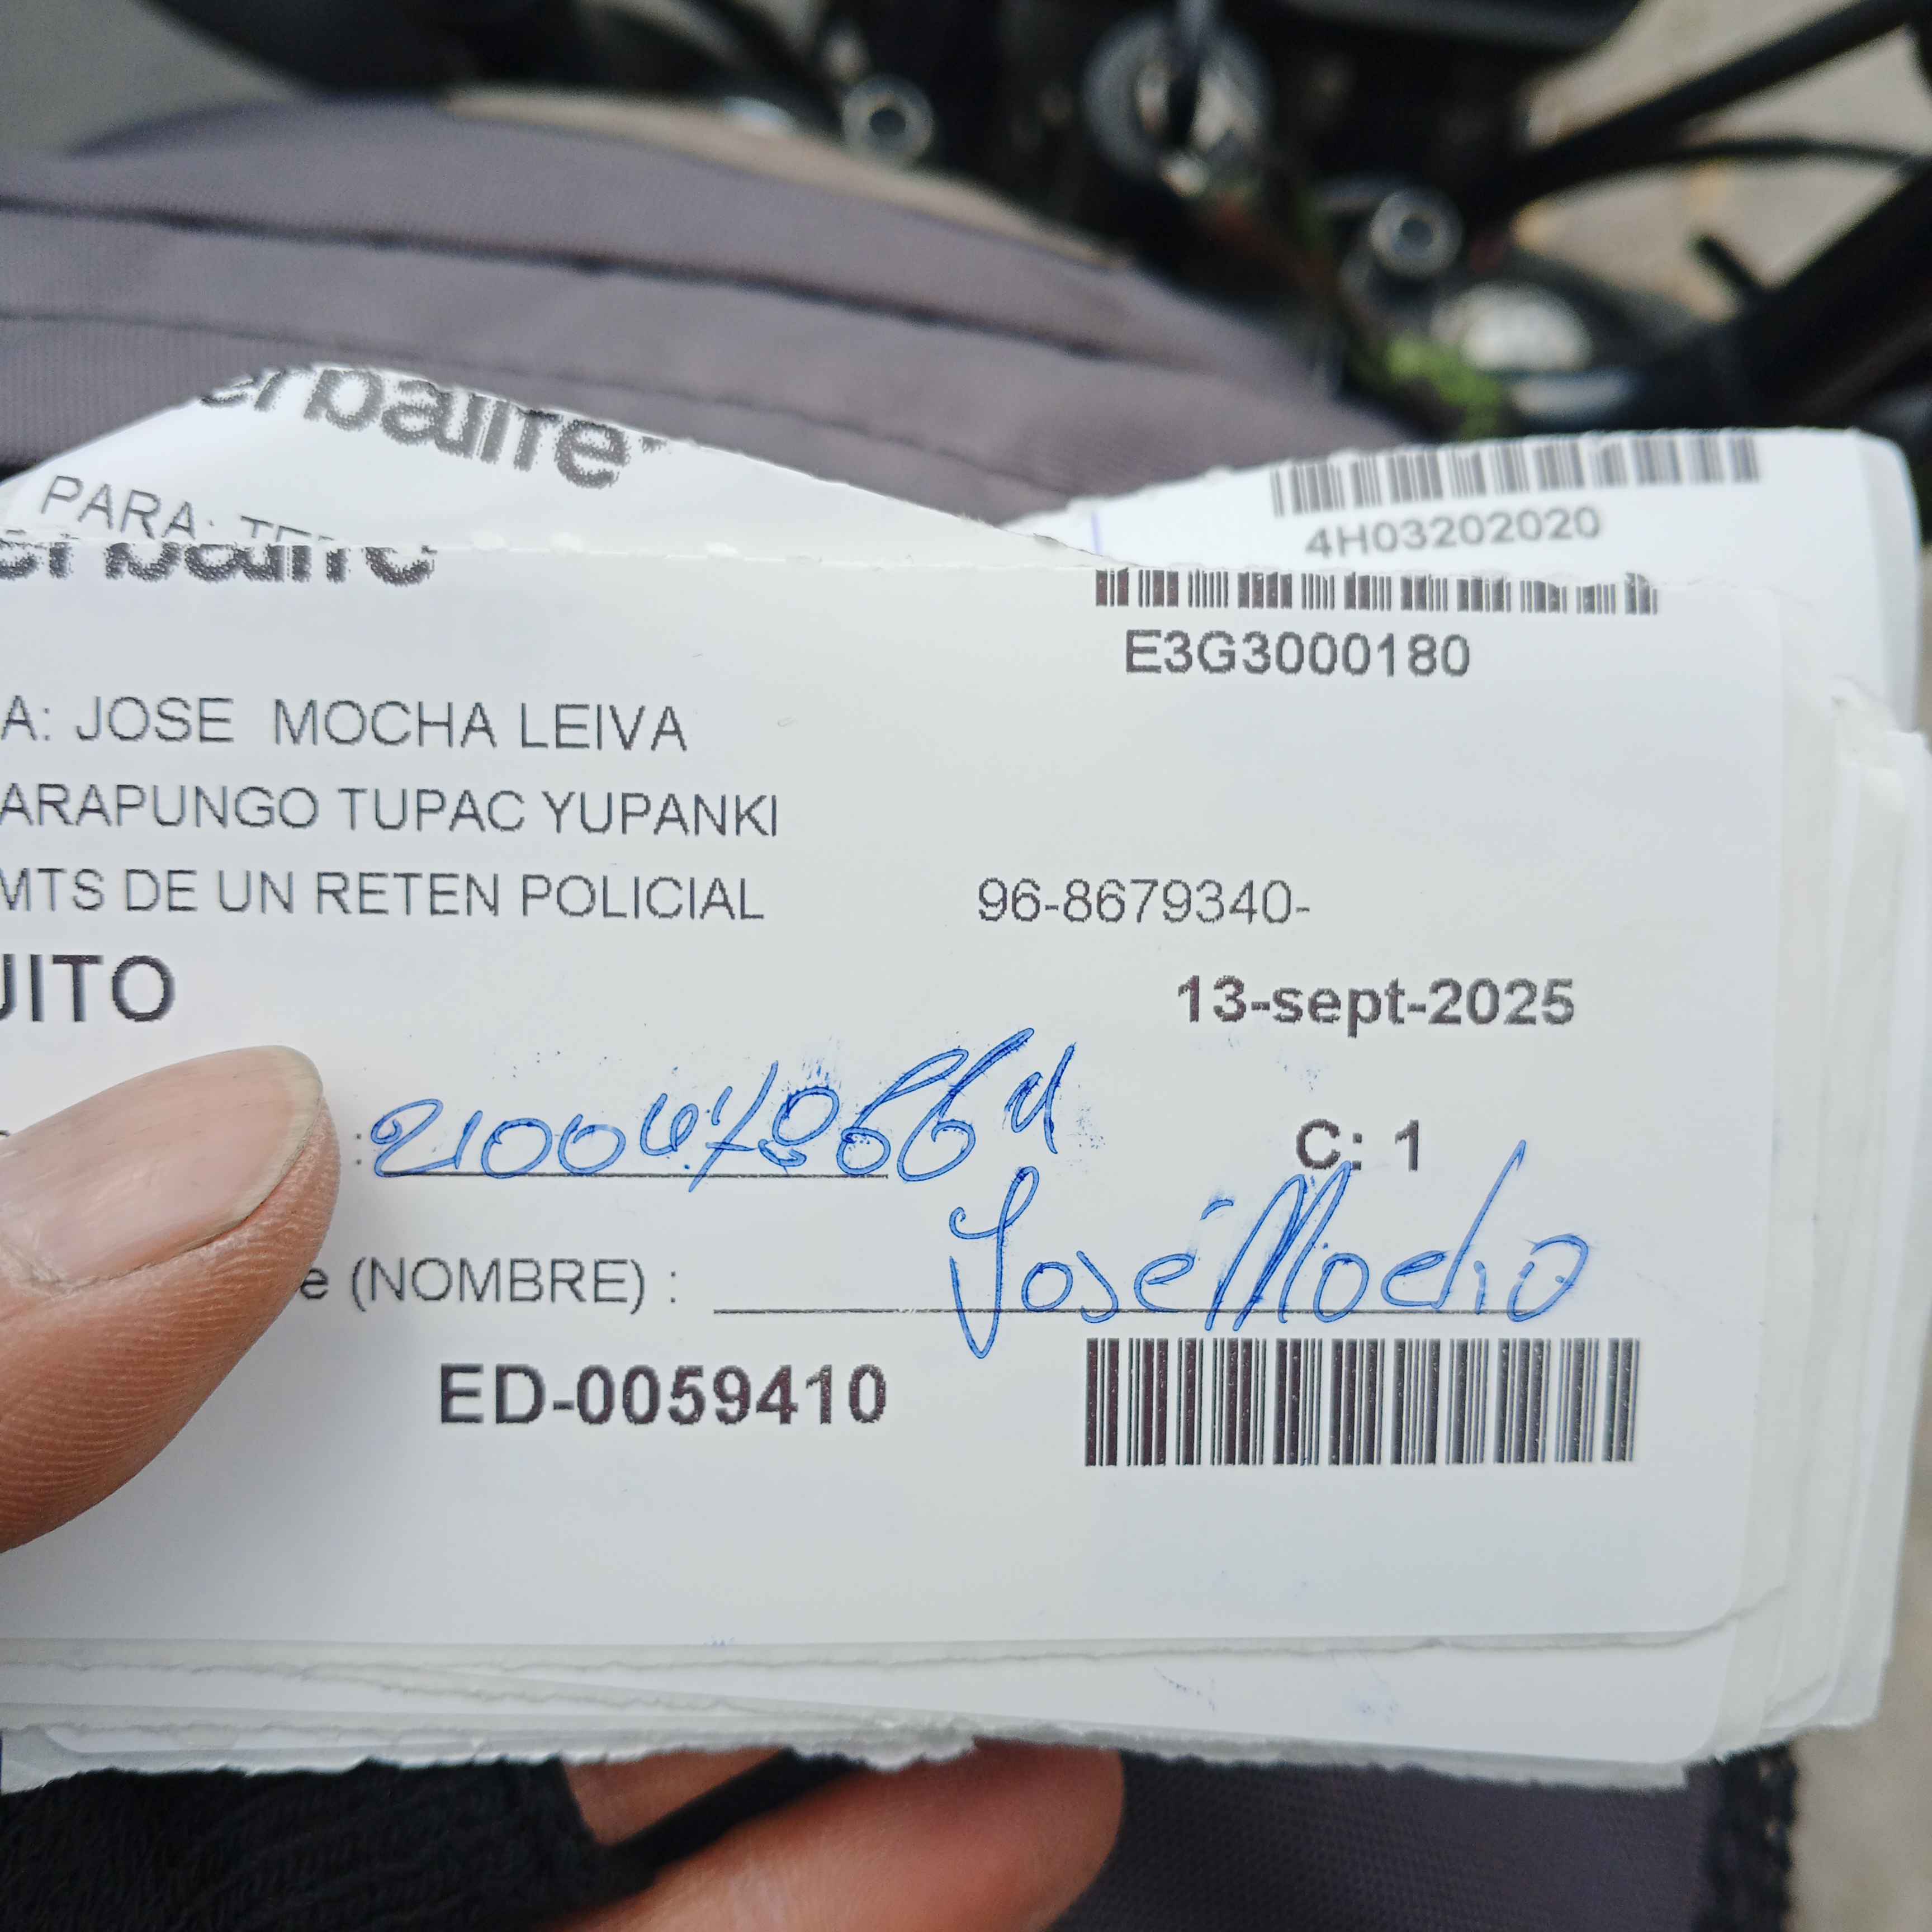 erbalife
PARA:
4H03202020
E3G3000180
A: JOSE MOCHA LEIVA
ARAPUNGO TUPAC YUPANKI
MTS DE UN RETEN POLICIAL 96-8679340-
UITO
13-sept-2025
C: 1
José Mocha
e (NOMBRE) :
ED-0059410